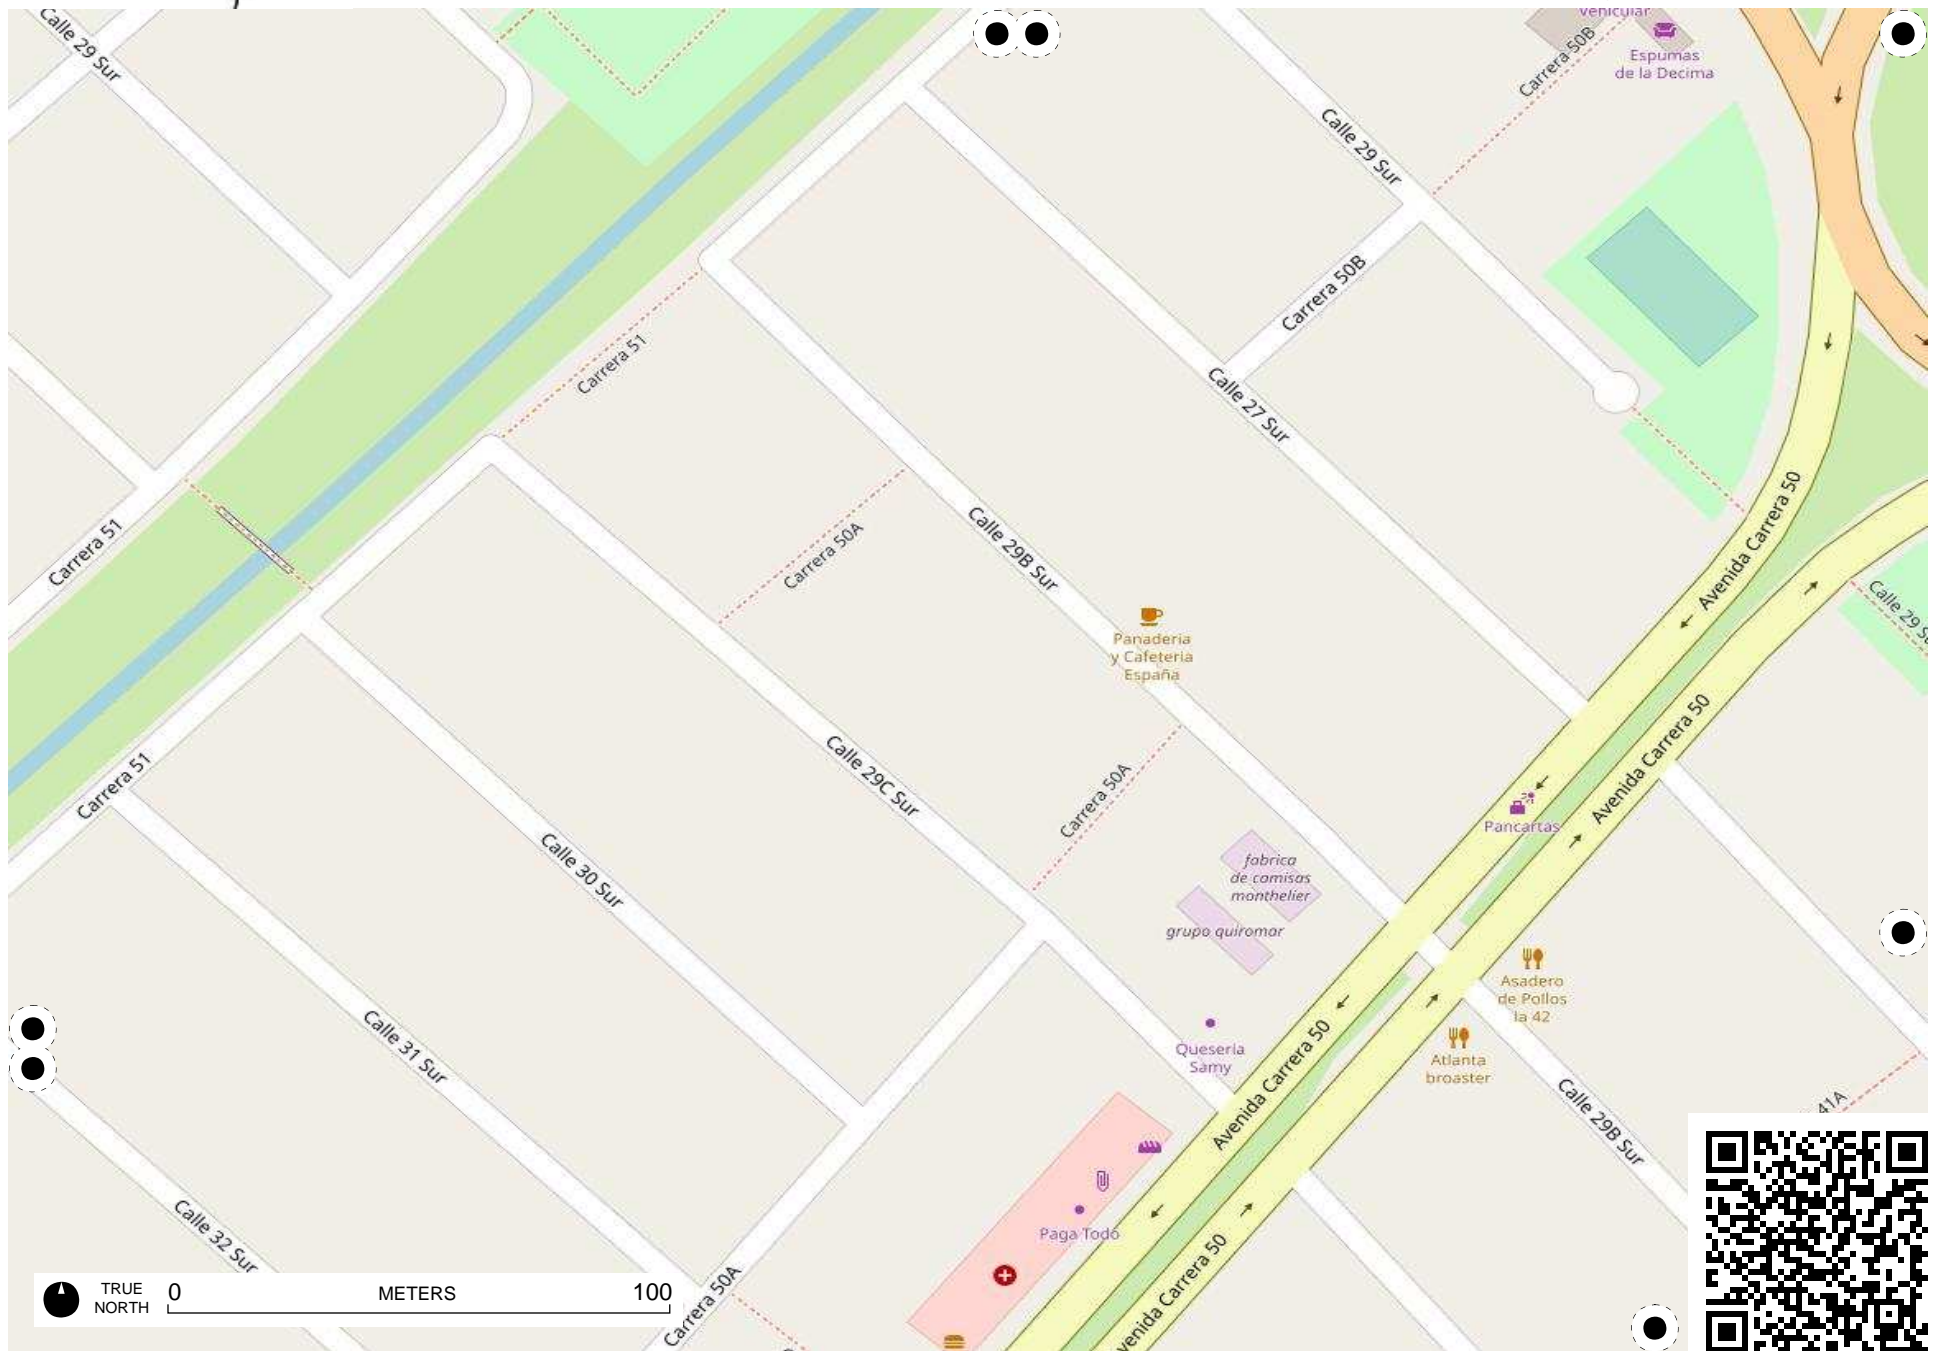 Vehicular
Calle 29 Sur
Carrera 50B
Espumas
de la Decima
Calle 29 Sur
Carrera 50B
Carrera 51
Calle 27 Sur
Carrera 51
Carrera 50A
Calle 29B Sur
Avenida Carrera 50
Calle 29 S
Panaderia
y Cafeteria
España
Carrera 51
Calle 29C Sur
Carrera 50A
Avenida Carrera 50
Pancartas
Calle 30 Sur
fabrica
de camisas
monthelier
grupo quiromar
Asadero
de Pollos
la 42
Calle 31 Sur
Queseria
Samy
Avenida Carrera 50
Atlanta
broaster
Calle 29B Sur
41A
Calle 32 Sur
Paga Todo
Carrera 50A
venida Carrera 50
TRUE
NORTH
0 METERS 100